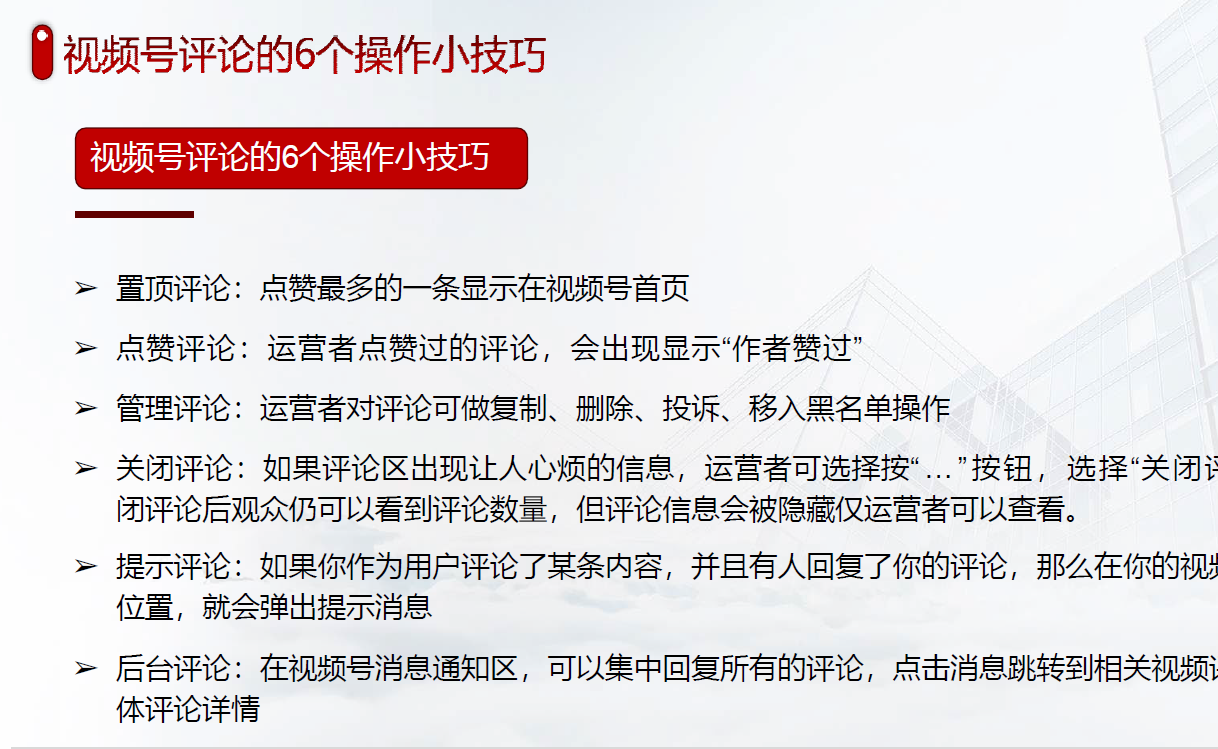 视频号评论的6个操作小技巧
视频号评论的6个操作小技巧
➢ 置顶评论：点赞最多的一条显示在视频号首页
➢ 点赞评论：运营者点赞过的评论，会出现显示“作者赞过”
➢ 管理评论：运营者对评论可做复制、删除、投诉、移入黑名单操作
➢ 关闭评论：如果评论区出现让人心烦的信息，运营者可选择按“…”按钮，选择“关闭评
闭评论后观众仍可以看到评论数量，但评论信息会被隐藏仅运营者可以查看。
➢ 提示评论：如果你作为用户评论了某条内容，并且有人回复了你的评论，那么在你的视频
位置，就会弹出提示消息
➢ 后台评论：在视频号消息通知区，可以集中回复所有的评论，点击消息跳转到相关视频
体评论详情